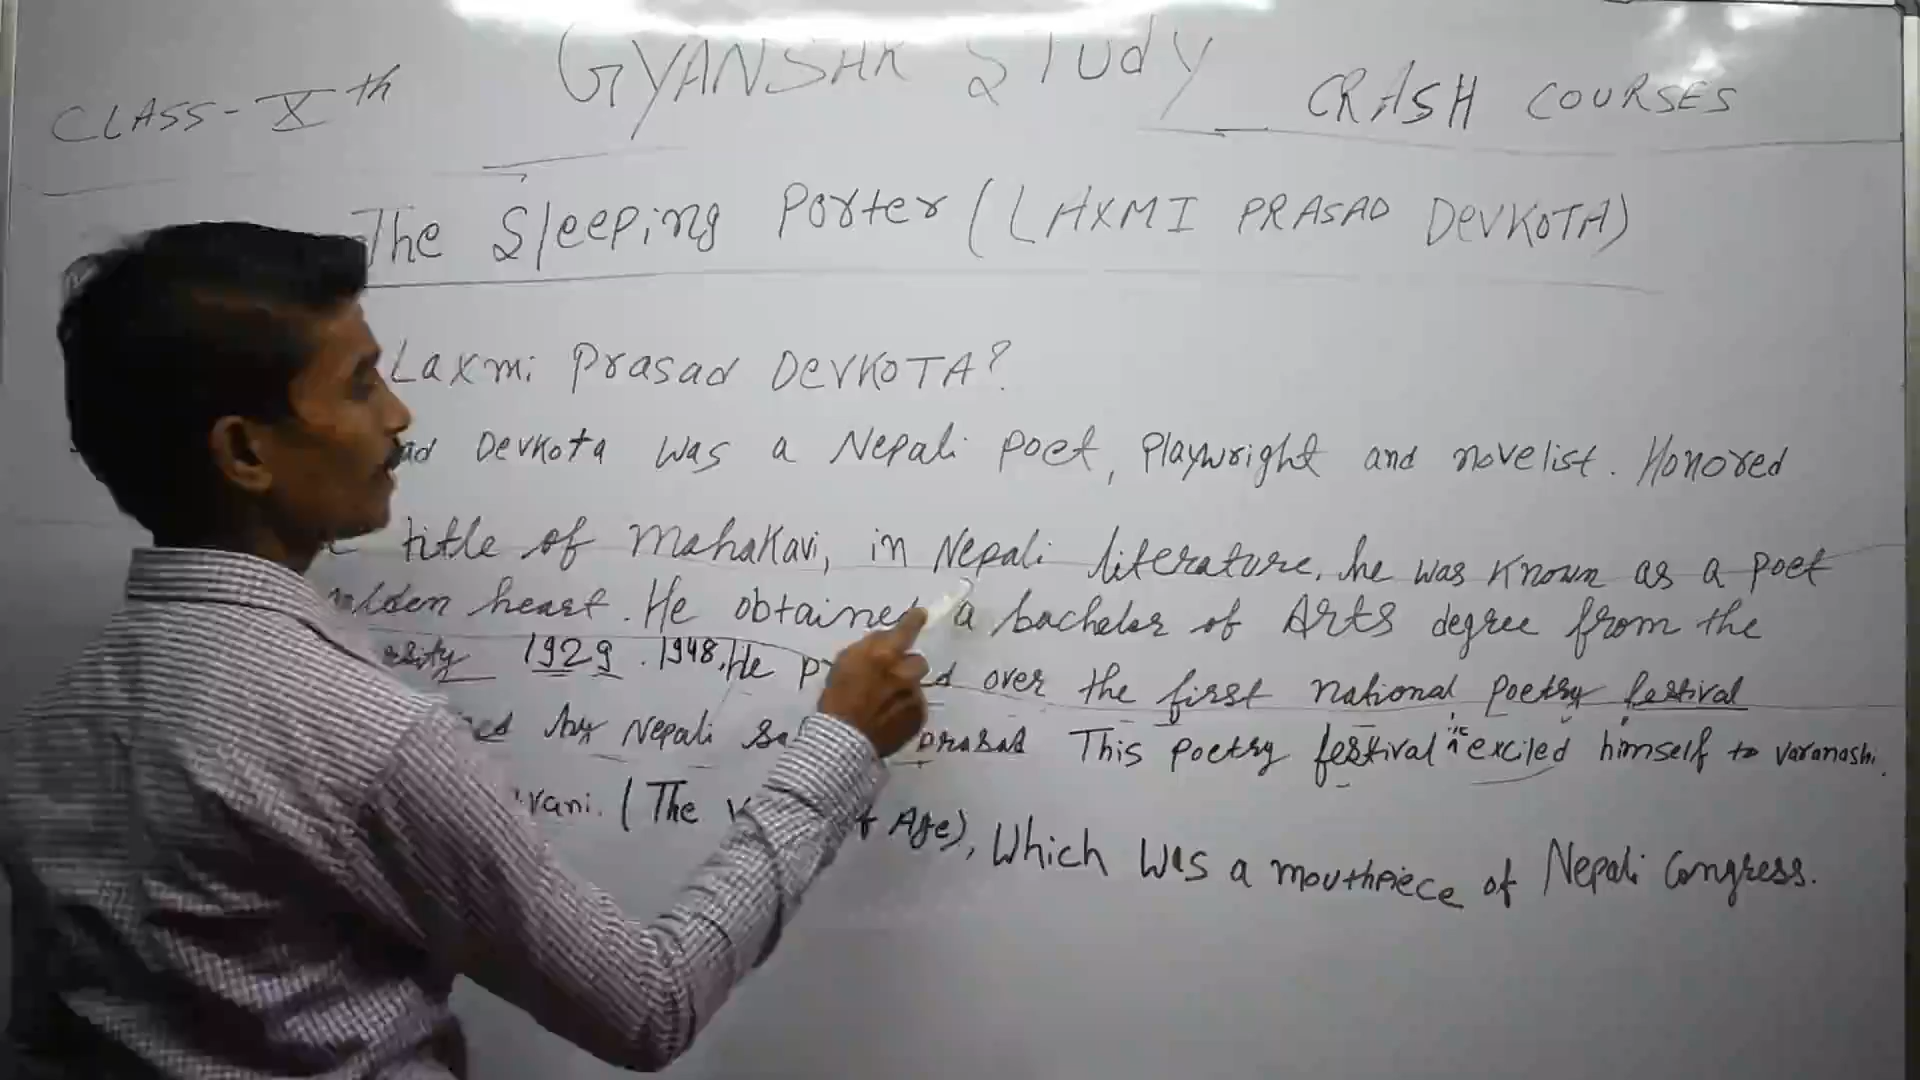 GYANSHR Study
CLASS-Xth
CRASH COURSES
The Sleeping Porter (LAXMI PRASAD DEVKOTA)
Laxmi Prasad DEVKOTA?
Devkota was a Nepali poet, Playwright and novelist. Honored
title of Mahakavi, in Nepali literature, he was known as a poet
heart. He obtained a bachelor of Arts degree from the
1929. 1948, He over the first national poetry festival
by Nepali prasad This poetry festival exciled himself to varanashi.
(The Age), Which was a mouthpiece of Nepali Congress.